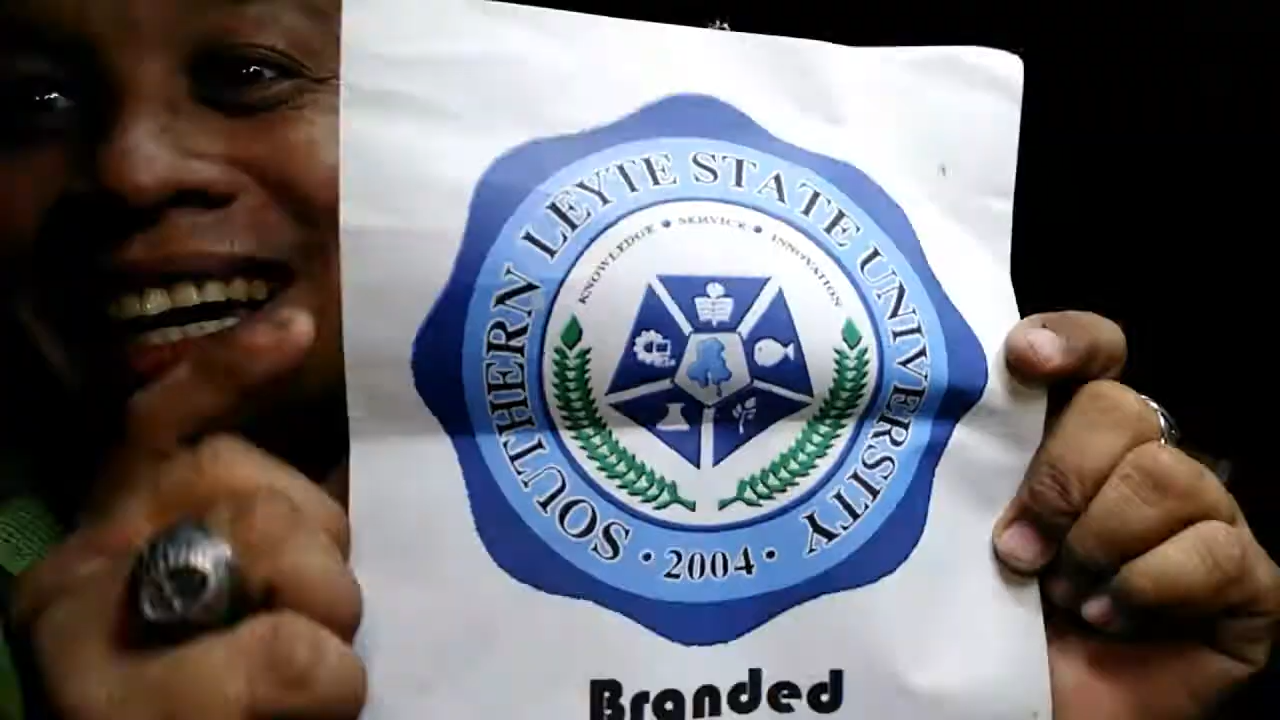 SOUTHERN LEYTE STATE UNIVERSITY
KNOWLEDGE • SERVICE • INNOVATION
• 2004 •
Branded